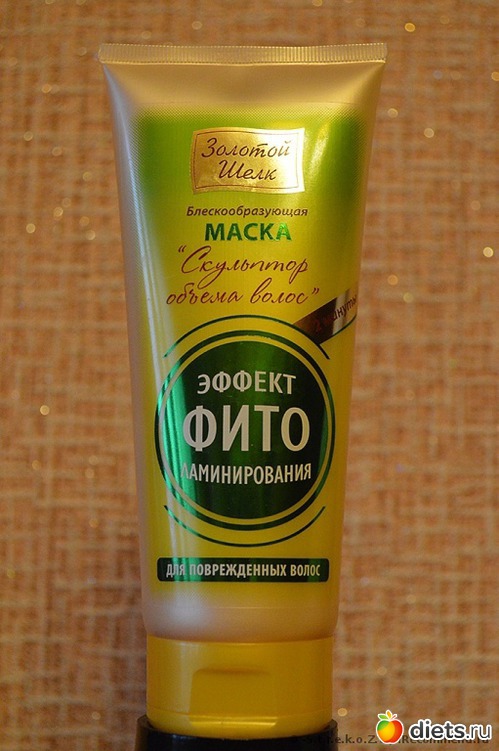 Золотой
Шелк
Блескообразующая
МАСКА
"Скульптор
объема волос"
ЭФФЕКТ
ФИТО
ЛАМИНИРОВАНИЯ
ДЛЯ ПОВРЕЖДЕННЫХ ВОЛОС
diets.ru